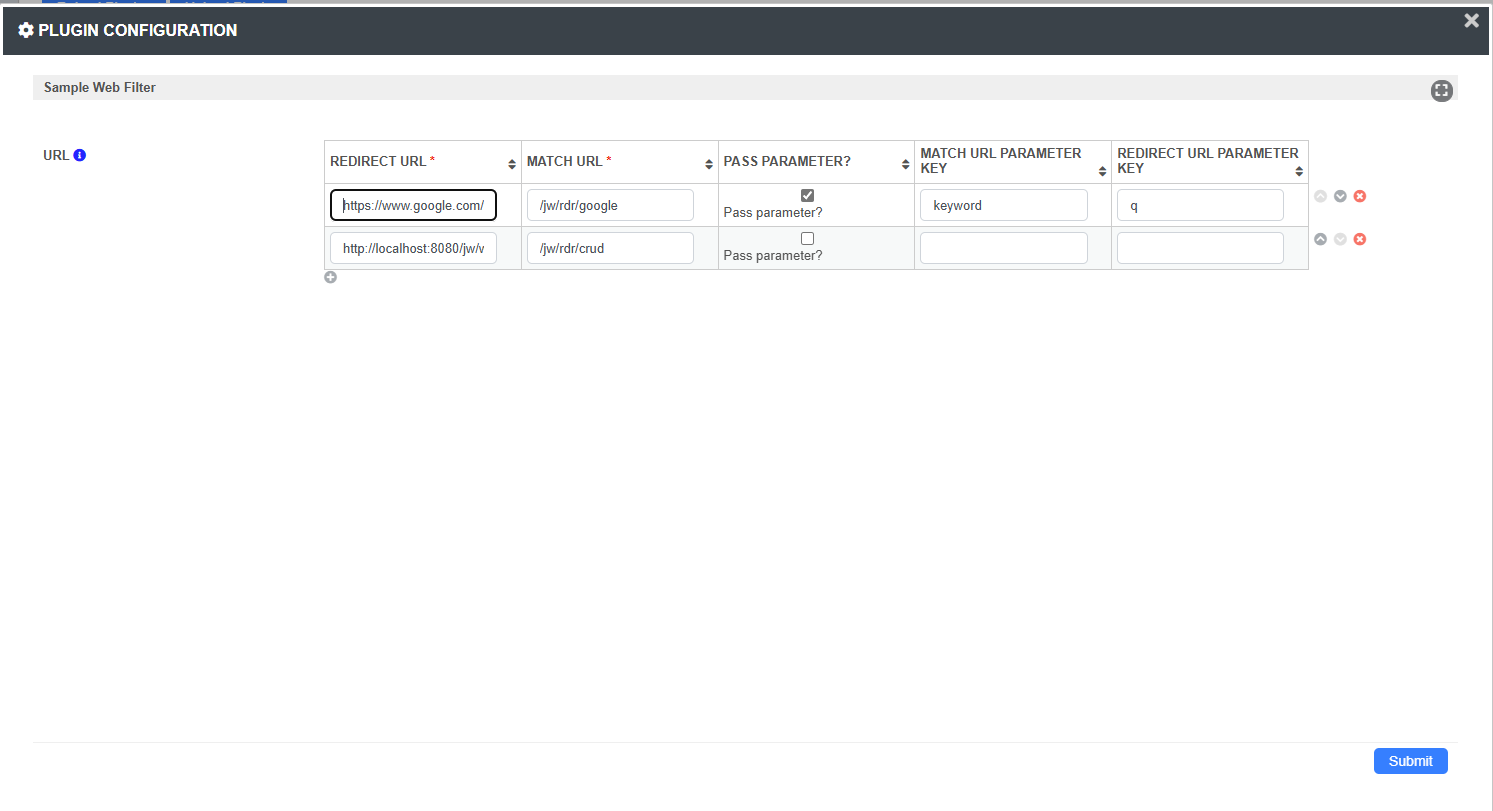 PLUGIN CONFIGURATION
Sample Web Filter
URL
REDIRECT URL *
MATCH URL *
PASS PARAMETER?
MATCH URL PARAMETER
KEY
REDIRECT URL PARAMETER
KEY
https://www.google.com/
/jw/rdr/google
Pass parameter?
keyword
q
http://localhost:8080/jw/v
/jw/rdr/crud
Pass parameter?
Submit